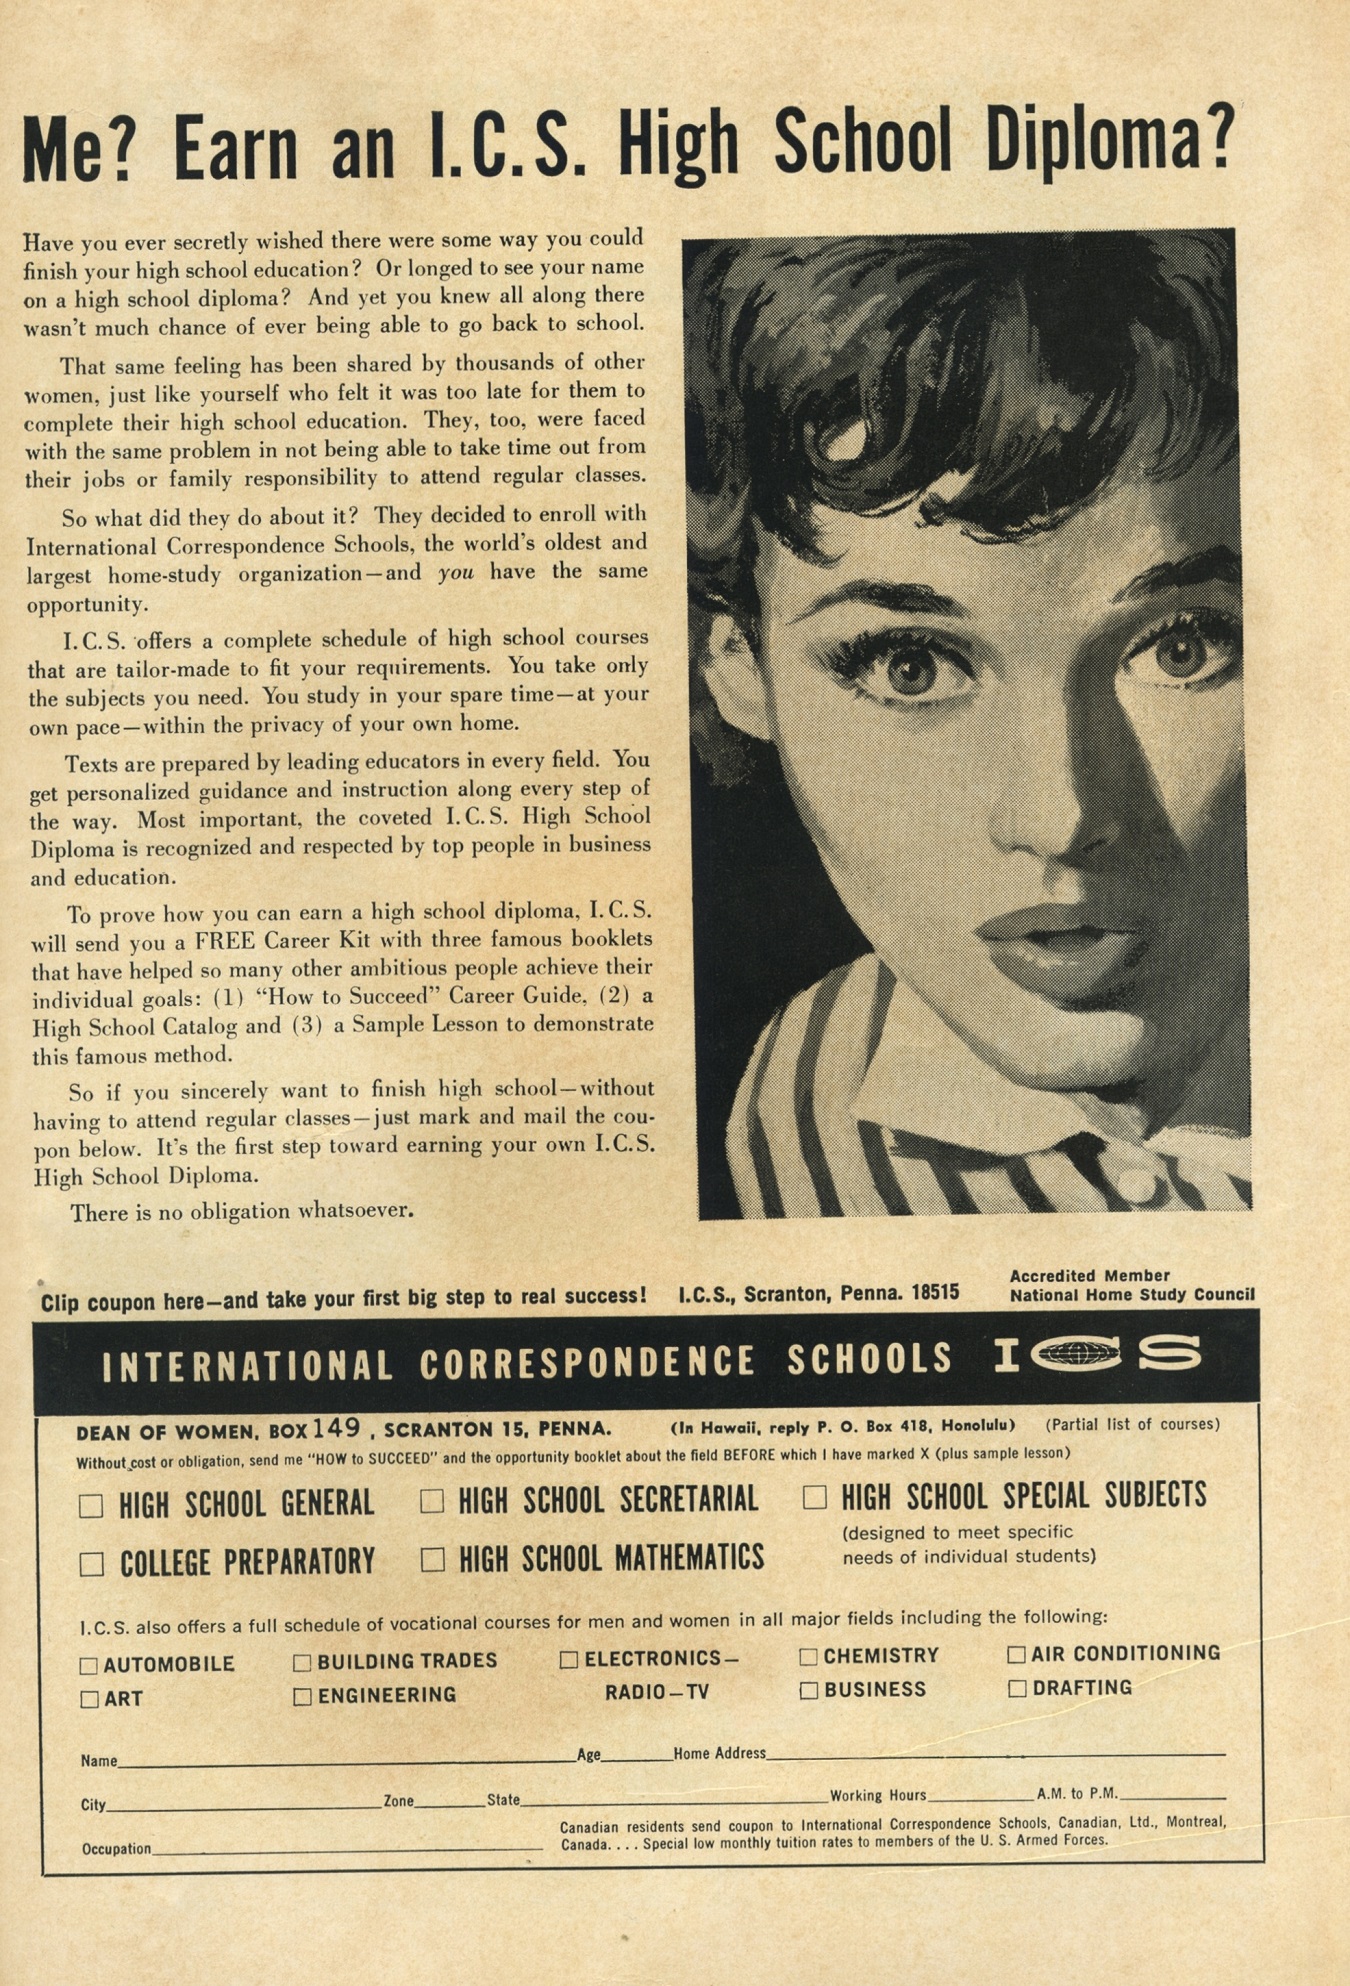 Me? Earn an I.C.S. High School Diploma?
Have you ever secretly wished there were some way you could
finish your high school education? Or longed to see your name
on a high school diploma? And yet you knew all along there
wasn't much chance of ever being able to go back to school.
That same feeling has been shared by thousands of other
women, just like yourself who felt it was too late for them to
complete their high school education. They, too, were faced
with the same problem in not being able to take time out from
their jobs or family responsibility to attend regular classes.
So what did they do about it? They decided to enroll with
International Correspondence Schools, the world's oldest and
largest home-study organization—and you have the same
opportunity.
I.C.S. offers a complete schedule of high school courses
that are tailor-made to fit your requirements. You take only
the subjects you need. You study in your spare time—at your
own pace—within the privacy of your own home.
Texts are prepared by leading educators in every field. You
get personalized guidance and instruction along every step of
the way. Most important, the coveted I.C.S. High School
Diploma is recognized and respected by top people in business
and education.
To prove how you can earn a high school diploma, I.C.S.
will send you a FREE Career Kit with three famous booklets
that have helped so many other ambitious people achieve their
individual goals: (1) "How to Succeed" Career Guide, (2) a
High School Catalog and (3) a Sample Lesson to demonstrate
this famous method.
So if you sincerely want to finish high school—without
having to attend regular classes—just mark and mail the cou-
pon below. It's the first step toward earning your own I.C.S.
High School Diploma.
There is no obligation whatsoever.
Clip coupon here—and take your first big step to real success! I.C.S., Scranton, Penna. 18515
Accredited Member
National Home Study Council
INTERNATIONAL CORRESPONDENCE SCHOOLS ICS
DEAN OF WOMEN, BOX 149 , SCRANTON 15, PENNA. (In Hawaii, reply P. O. Box 418, Honolulu) (Partial list of courses)
Without cost or obligation, send me "HOW to SUCCEED" and the opportunity booklet about the field BEFORE which I have marked X (plus sample lesson)
HIGH SCHOOL GENERAL HIGH SCHOOL SECRETARIAL HIGH SCHOOL SPECIAL SUBJECTS
(designed to meet specific
needs of individual students)
COLLEGE PREPARATORY HIGH SCHOOL MATHEMATICS
I.C.S. also offers a full schedule of vocational courses for men and women in all major fields including the following:
AUTOMOBILE BUILDING TRADES ELECTRONICS— CHEMISTRY AIR CONDITIONING
ART ENGINEERING RADIO—TV BUSINESS DRAFTING
Name Age Home Address
City Zone State Working Hours A.M. to P.M.
Occupation
Canadian residents send coupon to International Correspondence Schools, Canadian, Ltd., Montreal,
Canada. . . . Special low monthly tuition rates to members of the U. S. Armed Forces.